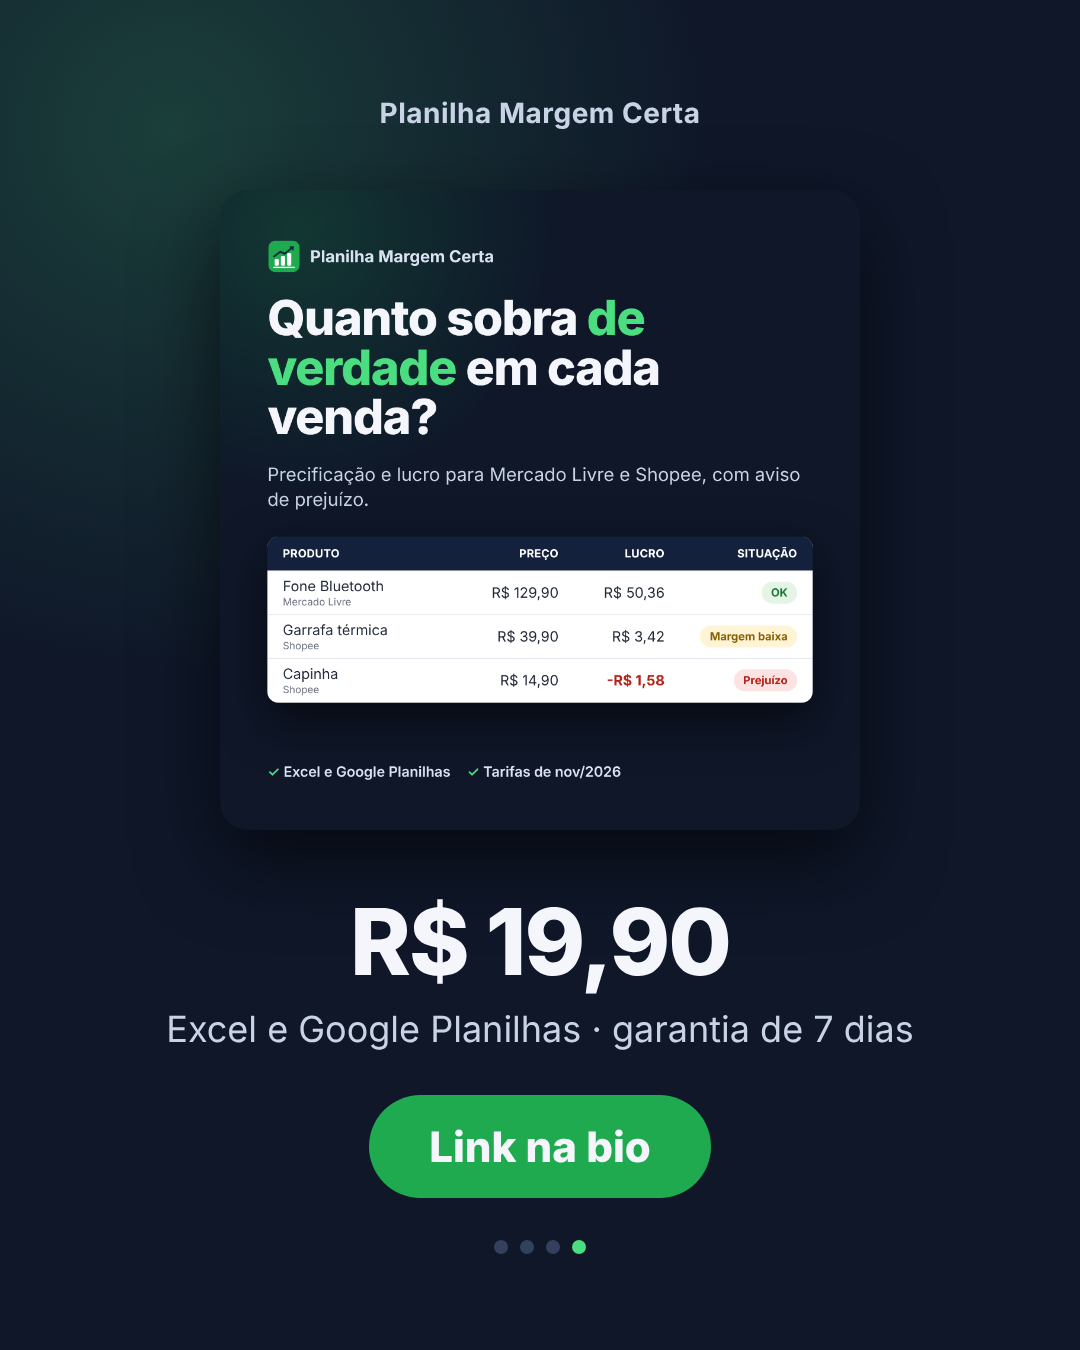 Planilha Margem Certa
Planilha Margem Certa
Quanto sobra de
verdade em cada
venda?
Precificação e lucro para Mercado Livre e Shopee, com aviso
de prejuízo.
PRODUTO PREÇO LUCRO SITUAÇÃO
Fone Bluetooth R$ 129,90 R$ 50,36 OK
Mercado Livre
Garrafa térmica R$ 39,90 R$ 3,42 Margem baixa
Shopee
Capinha R$ 14,90 -R$ 1,58 Prejuízo
Shopee
✓ Excel e Google Planilhas ✓ Tarifas de nov/2026
R$ 19,90
Excel e Google Planilhas · garantia de 7 dias
Link na bio